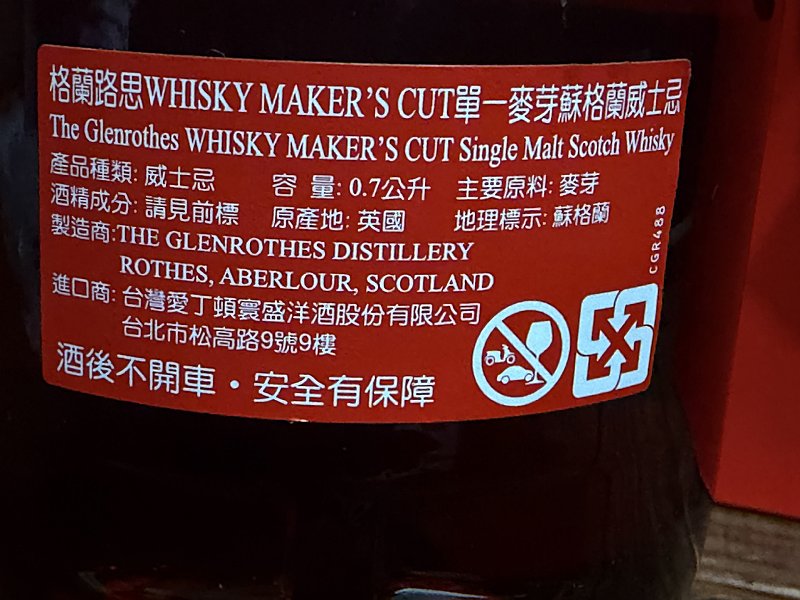 格蘭路思WHISKY MAKER'S CUT單一麥芽蘇格蘭威士忌
The Glenrothes WHISKY MAKER'S CUT Single Malt Scotch Whisky
產品種類: 威士忌 容 量: 0.7公升 主要原料: 麥芽
酒精成分: 請見前標 原產地: 英國 地理標示: 蘇格蘭
製造商:THE GLENROTHES DISTILLERY
ROTHES, ABERLOUR, SCOTLAND
進口商: 台灣愛丁頓寰盛洋酒股份有限公司
台北市松高路9號9樓
酒後不開車・安全有保障
CGR488